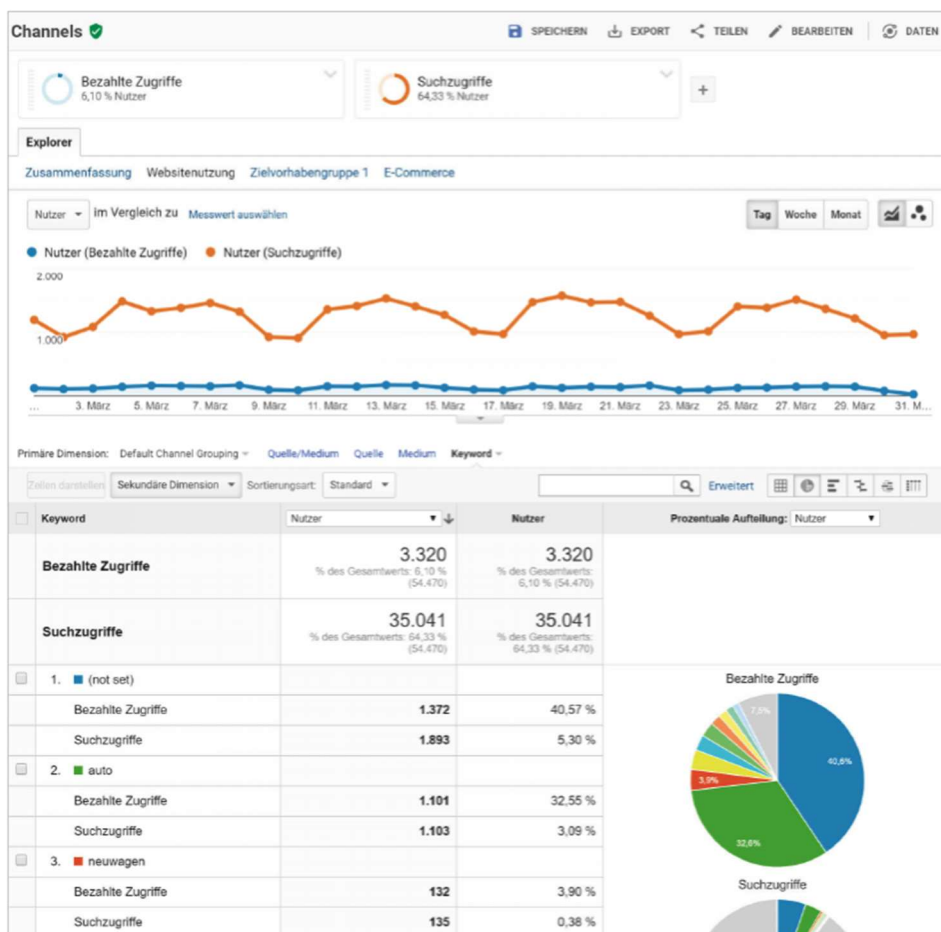 Channels
SPEICHERN EXPORT TEILEN BEARBEITEN DATEN
Bezahlte Zugriffe
6,10 % Nutzer
Suchzugriffe
64,33 % Nutzer
+
Explorer
Zusammenfassung Websitenutzung Zielvorhabengruppe 1 E-Commerce
Nutzer im Vergleich zu Messwert auswählen
Tag Woche Monat
Nutzer (Bezahlte Zugriffe) Nutzer (Suchzugriffe)
2.000
1.000
... 3. März 5. März 7. März 9. März 11. März 13. März 15. März 17. März 19. März 21. März 23. März 25. März 27. März 29. März 31. M...
Primäre Dimension: Default Channel Grouping Quelle/Medium Quelle Medium Keyword
Zeilen darstellen Sekundäre Dimension Sortierungsart: Standard Erweitert
Keyword Nutzer Nutzer Prozentuale Aufteilung: Nutzer
Bezahlte Zugriffe
3.320
% des Gesamtwerts: 6,10 %
(54.470)
3.320
% des Gesamtwerts:
6,10 % (54.470)
Suchzugriffe
35.041
% des Gesamtwerts: 64,33 %
(54.470)
35.041
% des Gesamtwerts:
64,33 % (54.470)
1. (not set)
Bezahlte Zugriffe 1.372 40,57 %
Suchzugriffe 1.893 5,30 %
2. auto
Bezahlte Zugriffe 1.101 32,55 %
Suchzugriffe 1.103 3,09 %
3. neuwagen
Bezahlte Zugriffe 132 3,90 %
Suchzugriffe 135 0,38 %
Bezahlte Zugriffe
7,5%
40,6%
3,9%
32,6%
Suchzugriffe